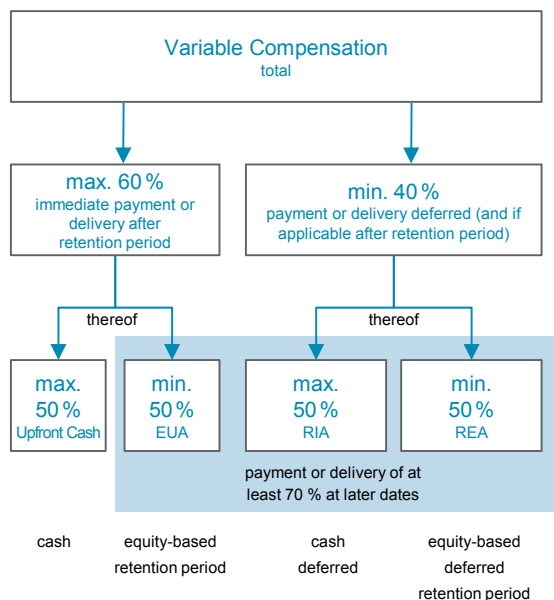 Variable Compensation
total
max. 60 %
immediate payment or
delivery after
retention period
min. 40 %
payment or delivery deferred (and if
applicable after retention period)
thereof
thereof
max.
50 %
Upfront Cash
min.
50 %
EUA
max.
50 %
RIA
min.
50 %
REA
payment or delivery of at
least 70 % at later dates
cash
equity-based
retention period
cash
deferred
equity-based
deferred
retention period